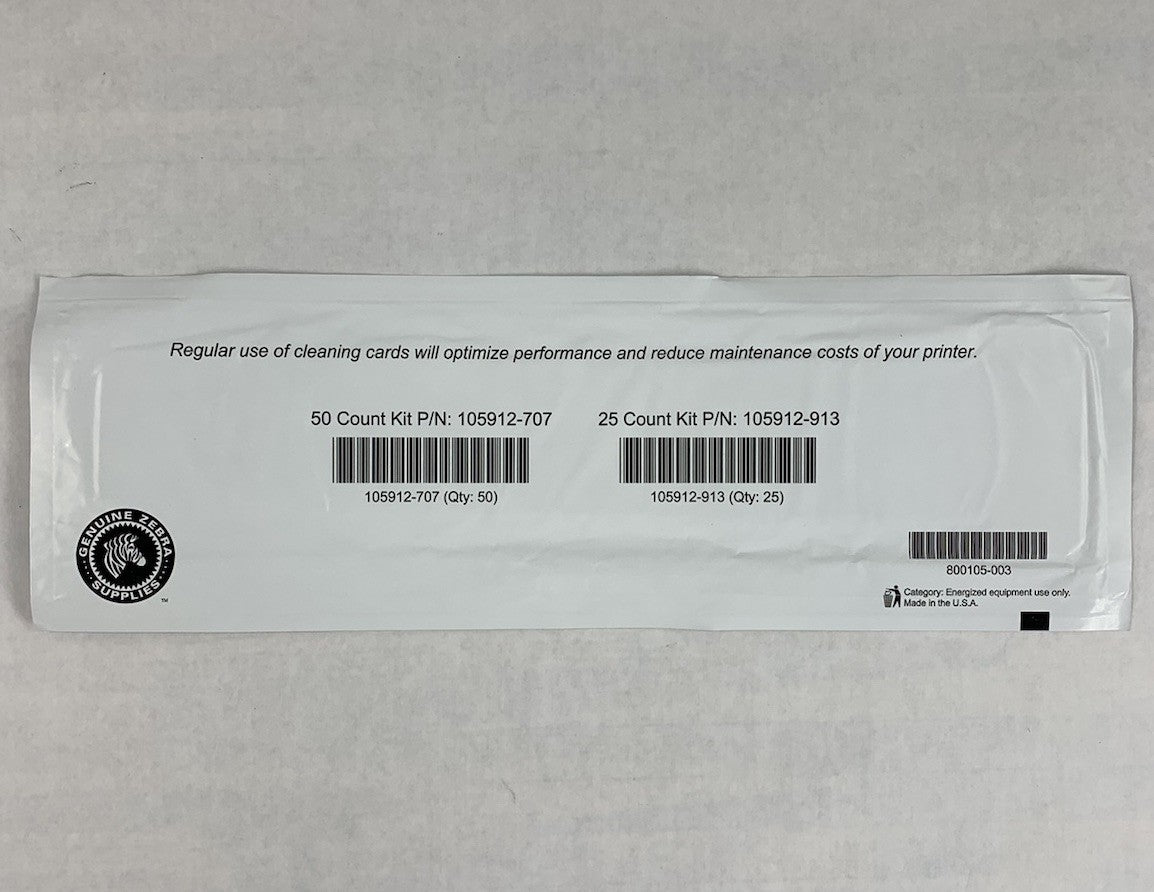 Regular use of cleaning cards will optimize performance and reduce maintenance costs of your printer.
50 Count Kit P/N: 105912-707
25 Count Kit P/N: 105912-913
105912-707 (Qty: 50)
105912-913 (Qty: 25)
GENUINE ZEBRA
SUPPLIES
TM
800105-003
Category: Energized equipment use only.
Made in the U.S.A.